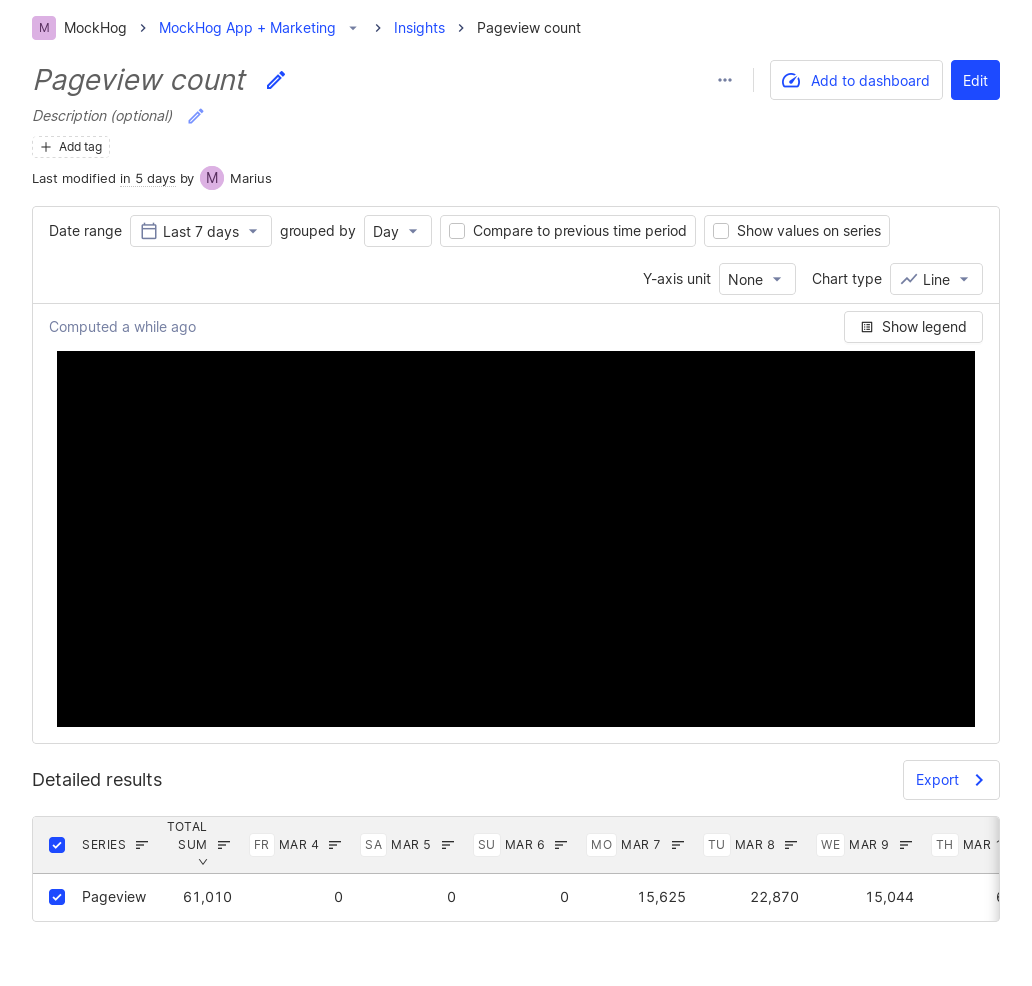 M MockHog > MockHog App + Marketing > Insights > Pageview count
Pageview count
Add to dashboard
Edit
Description (optional)
Add tag
Last modified in 5 days by M Marius
Date range Last 7 days grouped by Day Compare to previous time period Show values on series
Y-axis unit None Chart type Line
Computed a while ago
Show legend
Detailed results
Export
SERIES TOTAL SUM FR MAR 4 SA MAR 5 SU MAR 6 MO MAR 7 TU MAR 8 WE MAR 9 TH MAR
Pageview 61,010 0 0 0 15,625 22,870 15,044